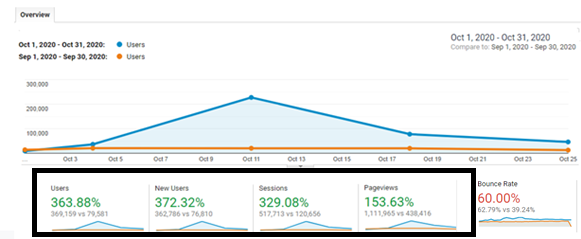 Overview
Oct 1, 2020 - Oct 31, 2020
Compare to: Sep 1, 2020 - Sep 30, 2020
Oct 1, 2020 - Oct 31, 2020: Users
Sep 1, 2020 - Sep 30, 2020: Users
300,000
200,000
100,000
... Oct 3 Oct 5 Oct 7 Oct 9 Oct 11 Oct 13 Oct 15 Oct 17 Oct 19 Oct 21 Oct 23 Oct 25
Users
363.88%
369,159 vs 79,581
New Users
372.32%
362,786 vs 76,810
Sessions
329.08%
517,713 vs 120,656
Pageviews
153.63%
1,111,965 vs 438,416
Bounce Rate
60.00%
62.79% vs 39.24%